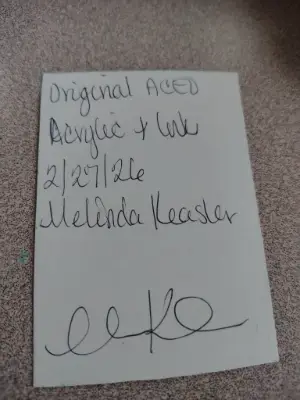 Original ACEO
Acrylic + Ink
2/27/26
Melinda Keasler